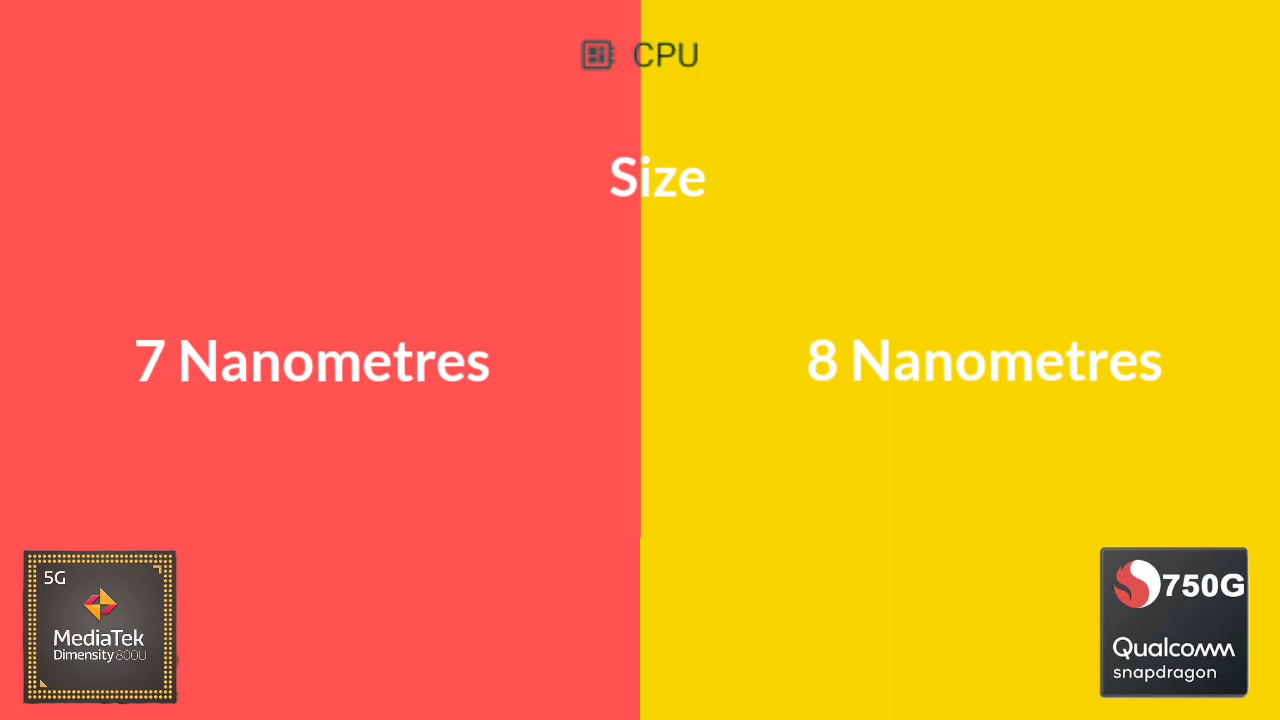 CPU
Size
7 Nanometres
8 Nanometres
5G
MediaTek
Dimensity 800U
750G
Qualcomm
snapdragon